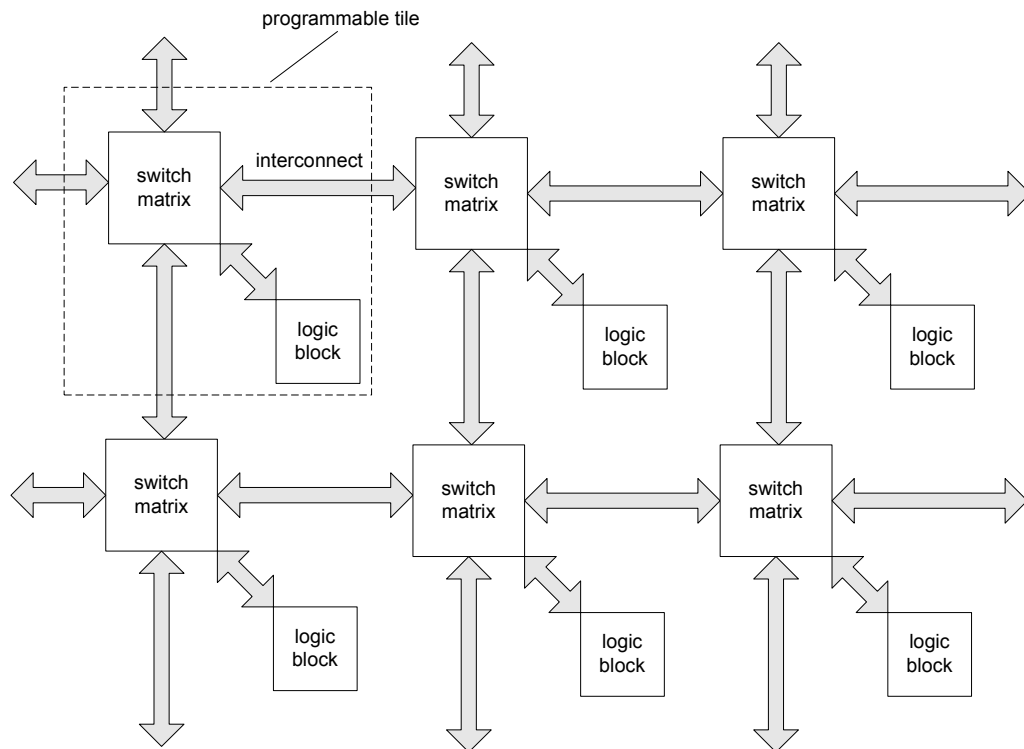 programmable tile
interconnect
switch
matrix
switch
matrix
switch
matrix
logic
block
logic
block
logic
block
switch
matrix
switch
matrix
switch
matrix
logic
block
logic
block
logic
block